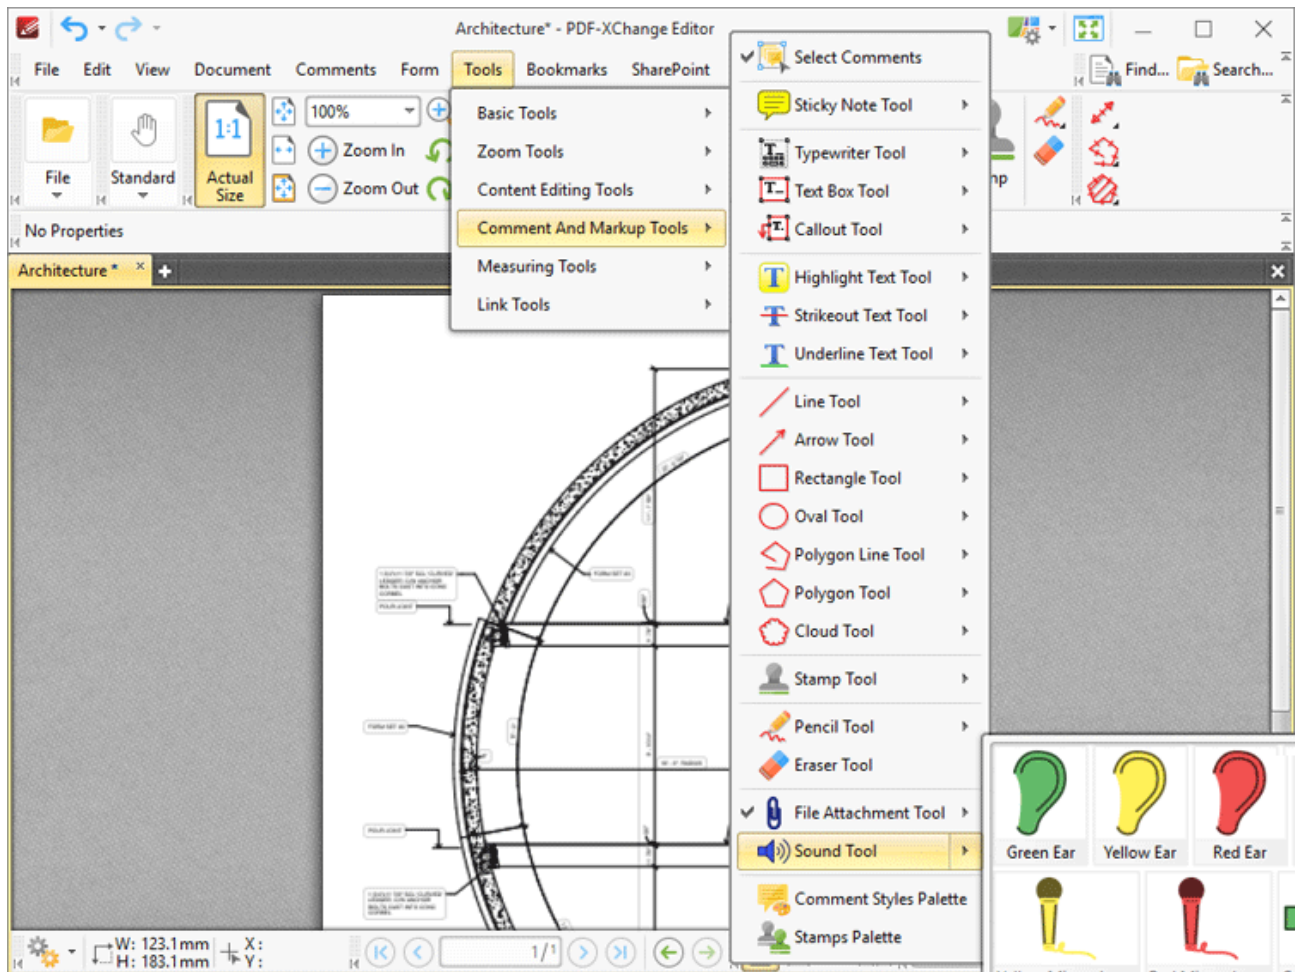 Architecture* - PDF-XChange Editor
File Edit View Document Comments Form Tools Bookmarks SharePoint
Find...
Search...
File
Standard
Actual Size
100%
Zoom In
Zoom Out
No Properties
Architecture *
Basic Tools
Zoom Tools
Content Editing Tools
Comment And Markup Tools
Measuring Tools
Link Tools
Select Comments
Sticky Note Tool
Typewriter Tool
Text Box Tool
Callout Tool
Highlight Text Tool
Strikeout Text Tool
Underline Text Tool
Line Tool
Arrow Tool
Rectangle Tool
Oval Tool
Polygon Line Tool
Polygon Tool
Cloud Tool
Stamp Tool
Pencil Tool
Eraser Tool
File Attachment Tool
Sound Tool
Comment Styles Palette
Stamps Palette
Green Ear
Yellow Ear
Red Ear
W: 123.1mm
H: 183.1mm
X:
Y:
1/1